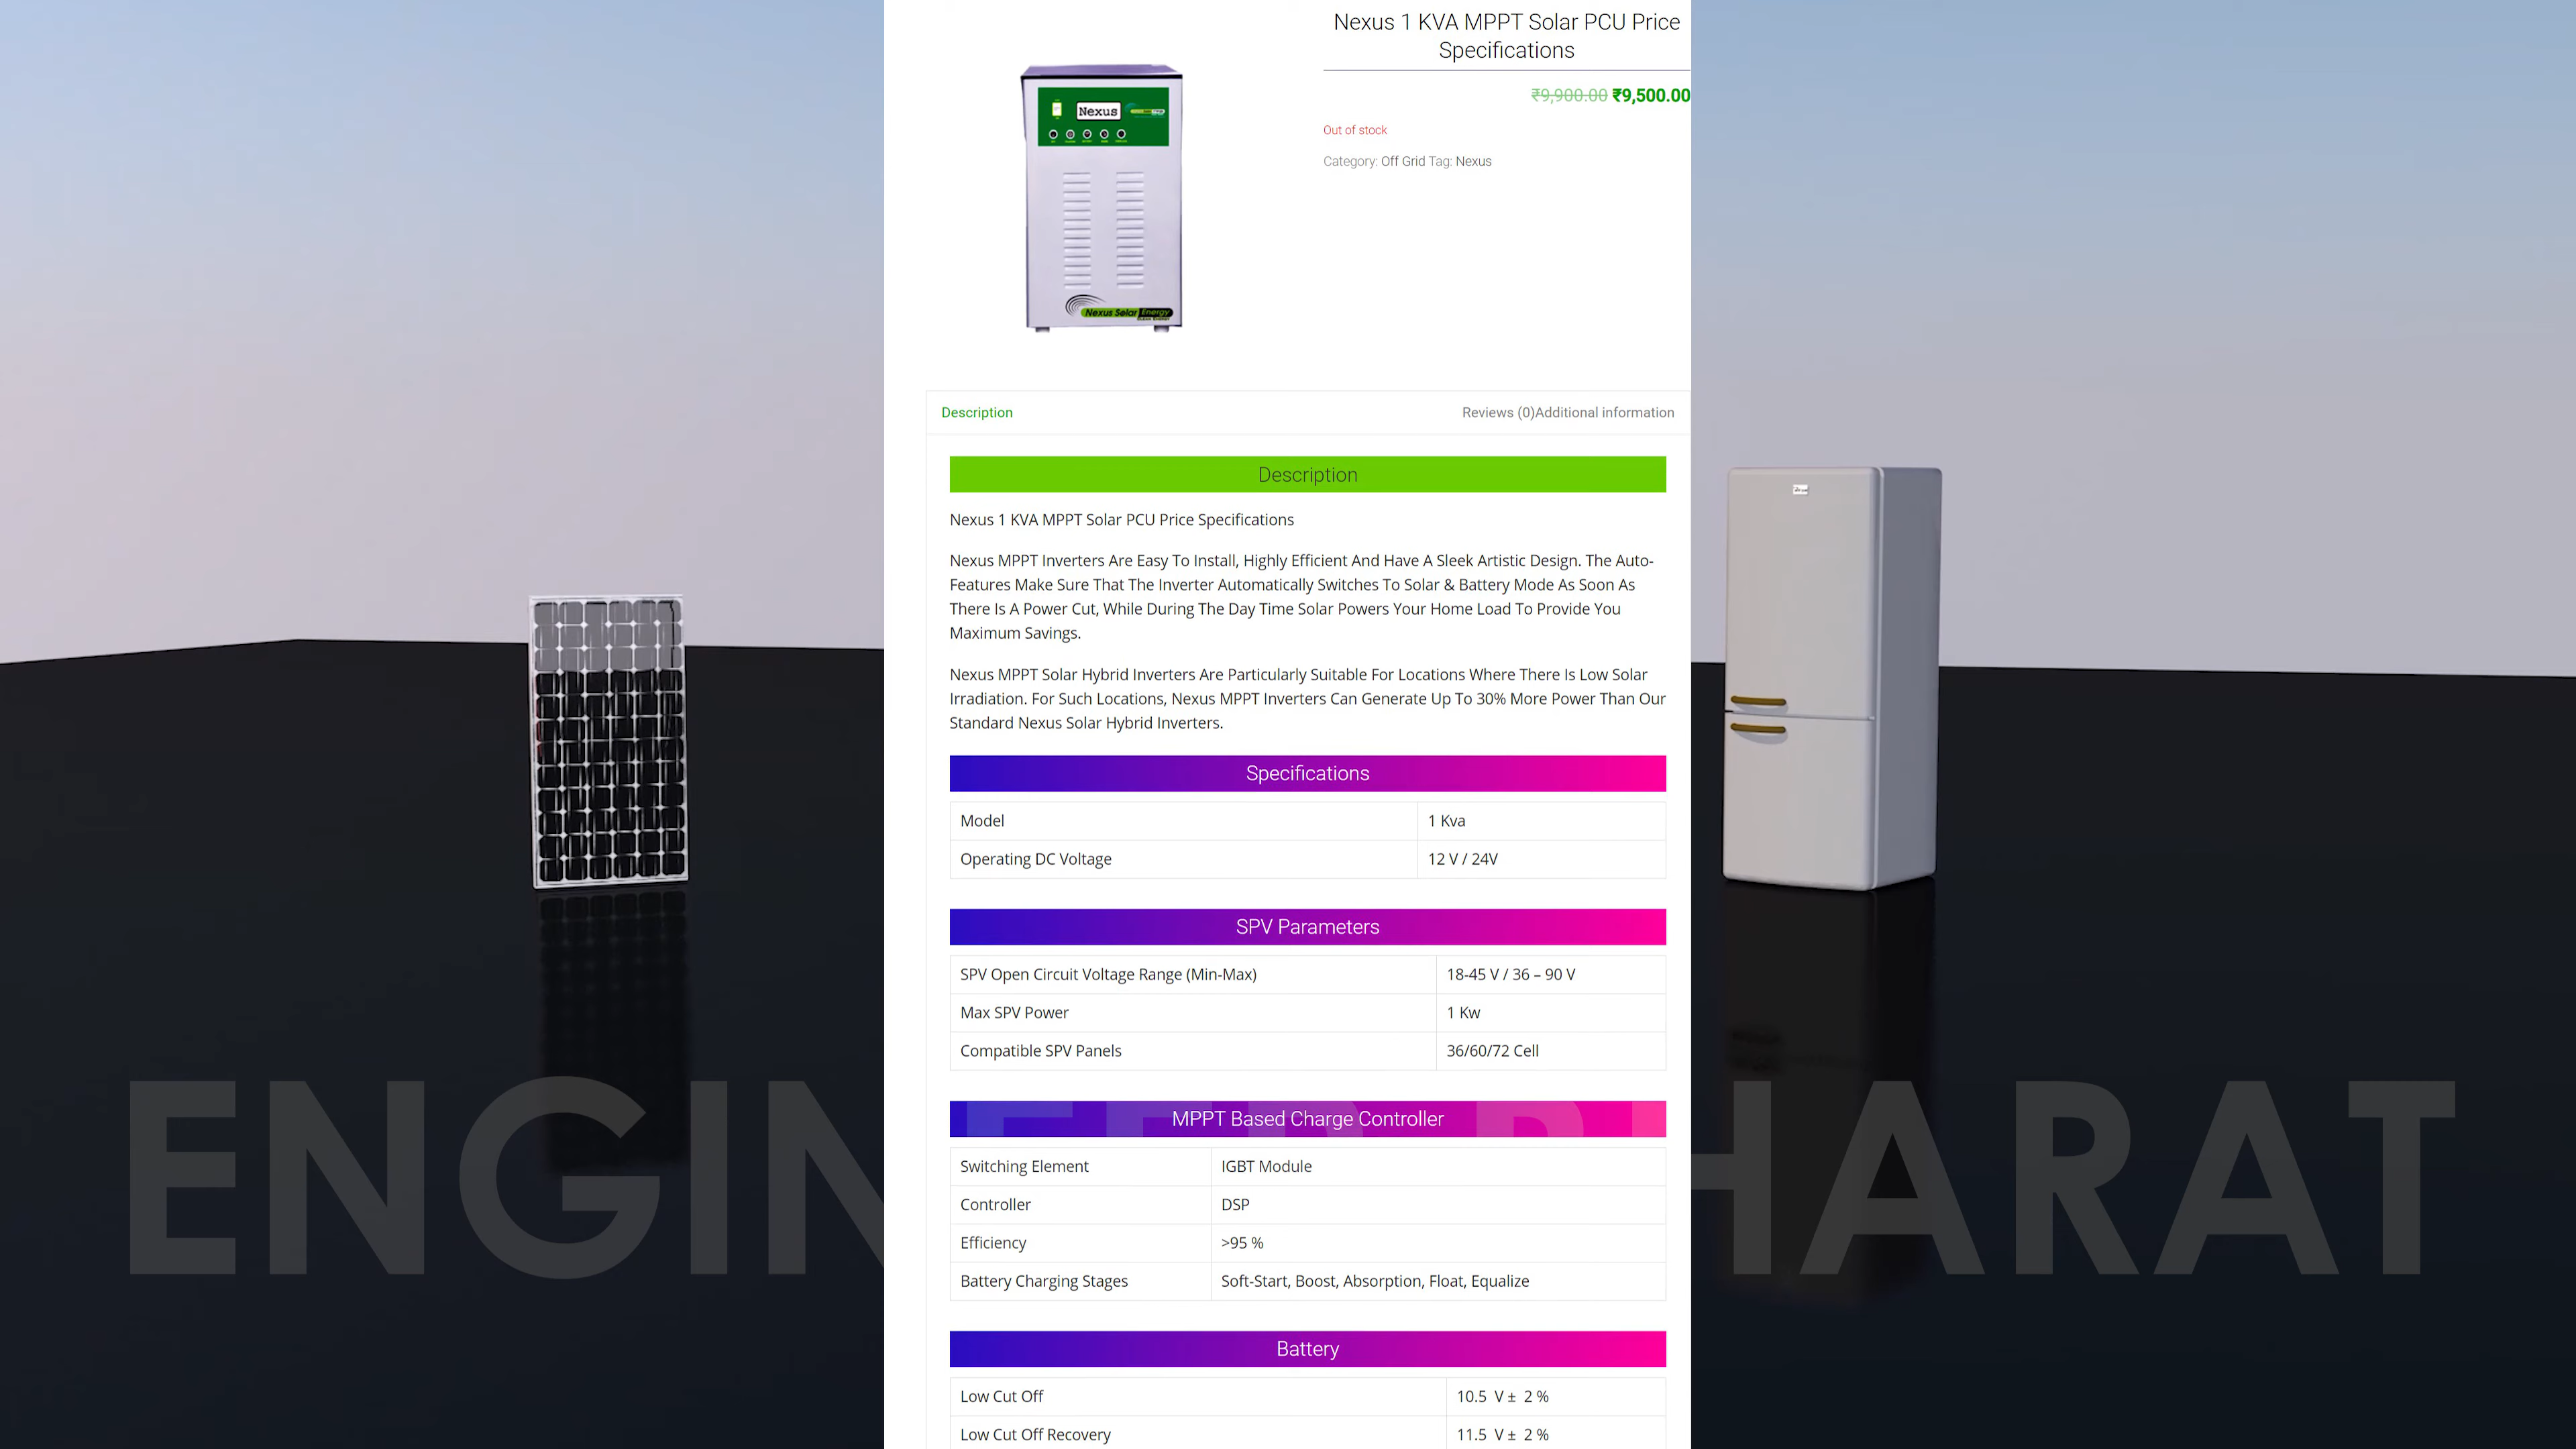 Nexus 1 KVA MPPT Solar PCU Price
Specifications
₹9,900.00 ₹9,500.00
Out of stock
Category: Off Grid Tag: Nexus
Nexus
Nexus Solar Energy
Description
Reviews (0)Additional information
Description
Nexus 1 KVA MPPT Solar PCU Price Specifications
Nexus MPPT Inverters Are Easy To Install, Highly Efficient And Have A Sleek Artistic Design. The Auto-
Features Make Sure That The Inverter Automatically Switches To Solar & Battery Mode As Soon As
There Is A Power Cut, While During The Day Time Solar Powers Your Home Load To Provide You
Maximum Savings.
Nexus MPPT Solar Hybrid Inverters Are Particularly Suitable For Locations Where There Is Low Solar
Irradiation. For Such Locations, Nexus MPPT Inverters Can Generate Up To 30% More Power Than Our
Standard Nexus Solar Hybrid Inverters.
Specifications
Model 1 Kva
Operating DC Voltage 12 V / 24V
SPV Parameters
SPV Open Circuit Voltage Range (Min-Max) 18-45 V / 36 – 90 V
Max SPV Power 1 Kw
Compatible SPV Panels 36/60/72 Cell
MPPT Based Charge Controller
Switching Element IGBT Module
Controller DSP
Efficiency >95 %
Battery Charging Stages Soft-Start, Boost, Absorption, Float, Equalize
Battery
Low Cut Off 10.5 V ± 2 %
Low Cut Off Recovery 11.5 V ± 2 %
ENGINEER BHARAT